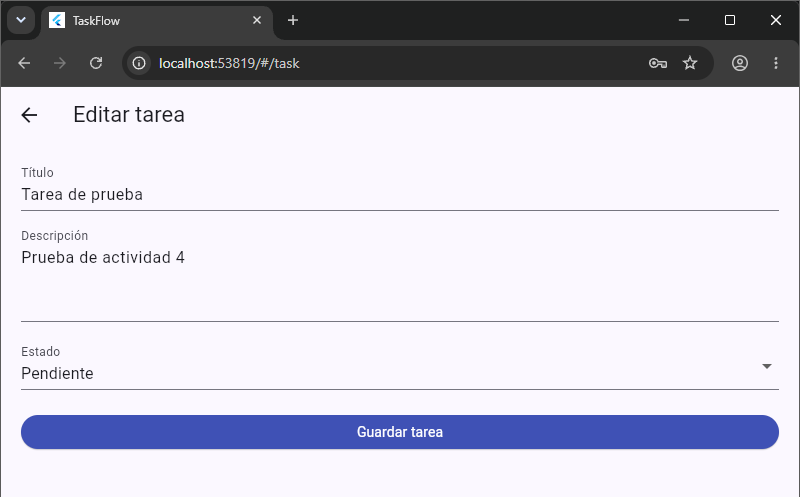 TaskFlow
localhost:53819/#/task
Editar tarea
Título
Tarea de prueba
Descripción
Prueba de actividad 4
Estado
Pendiente
Guardar tarea